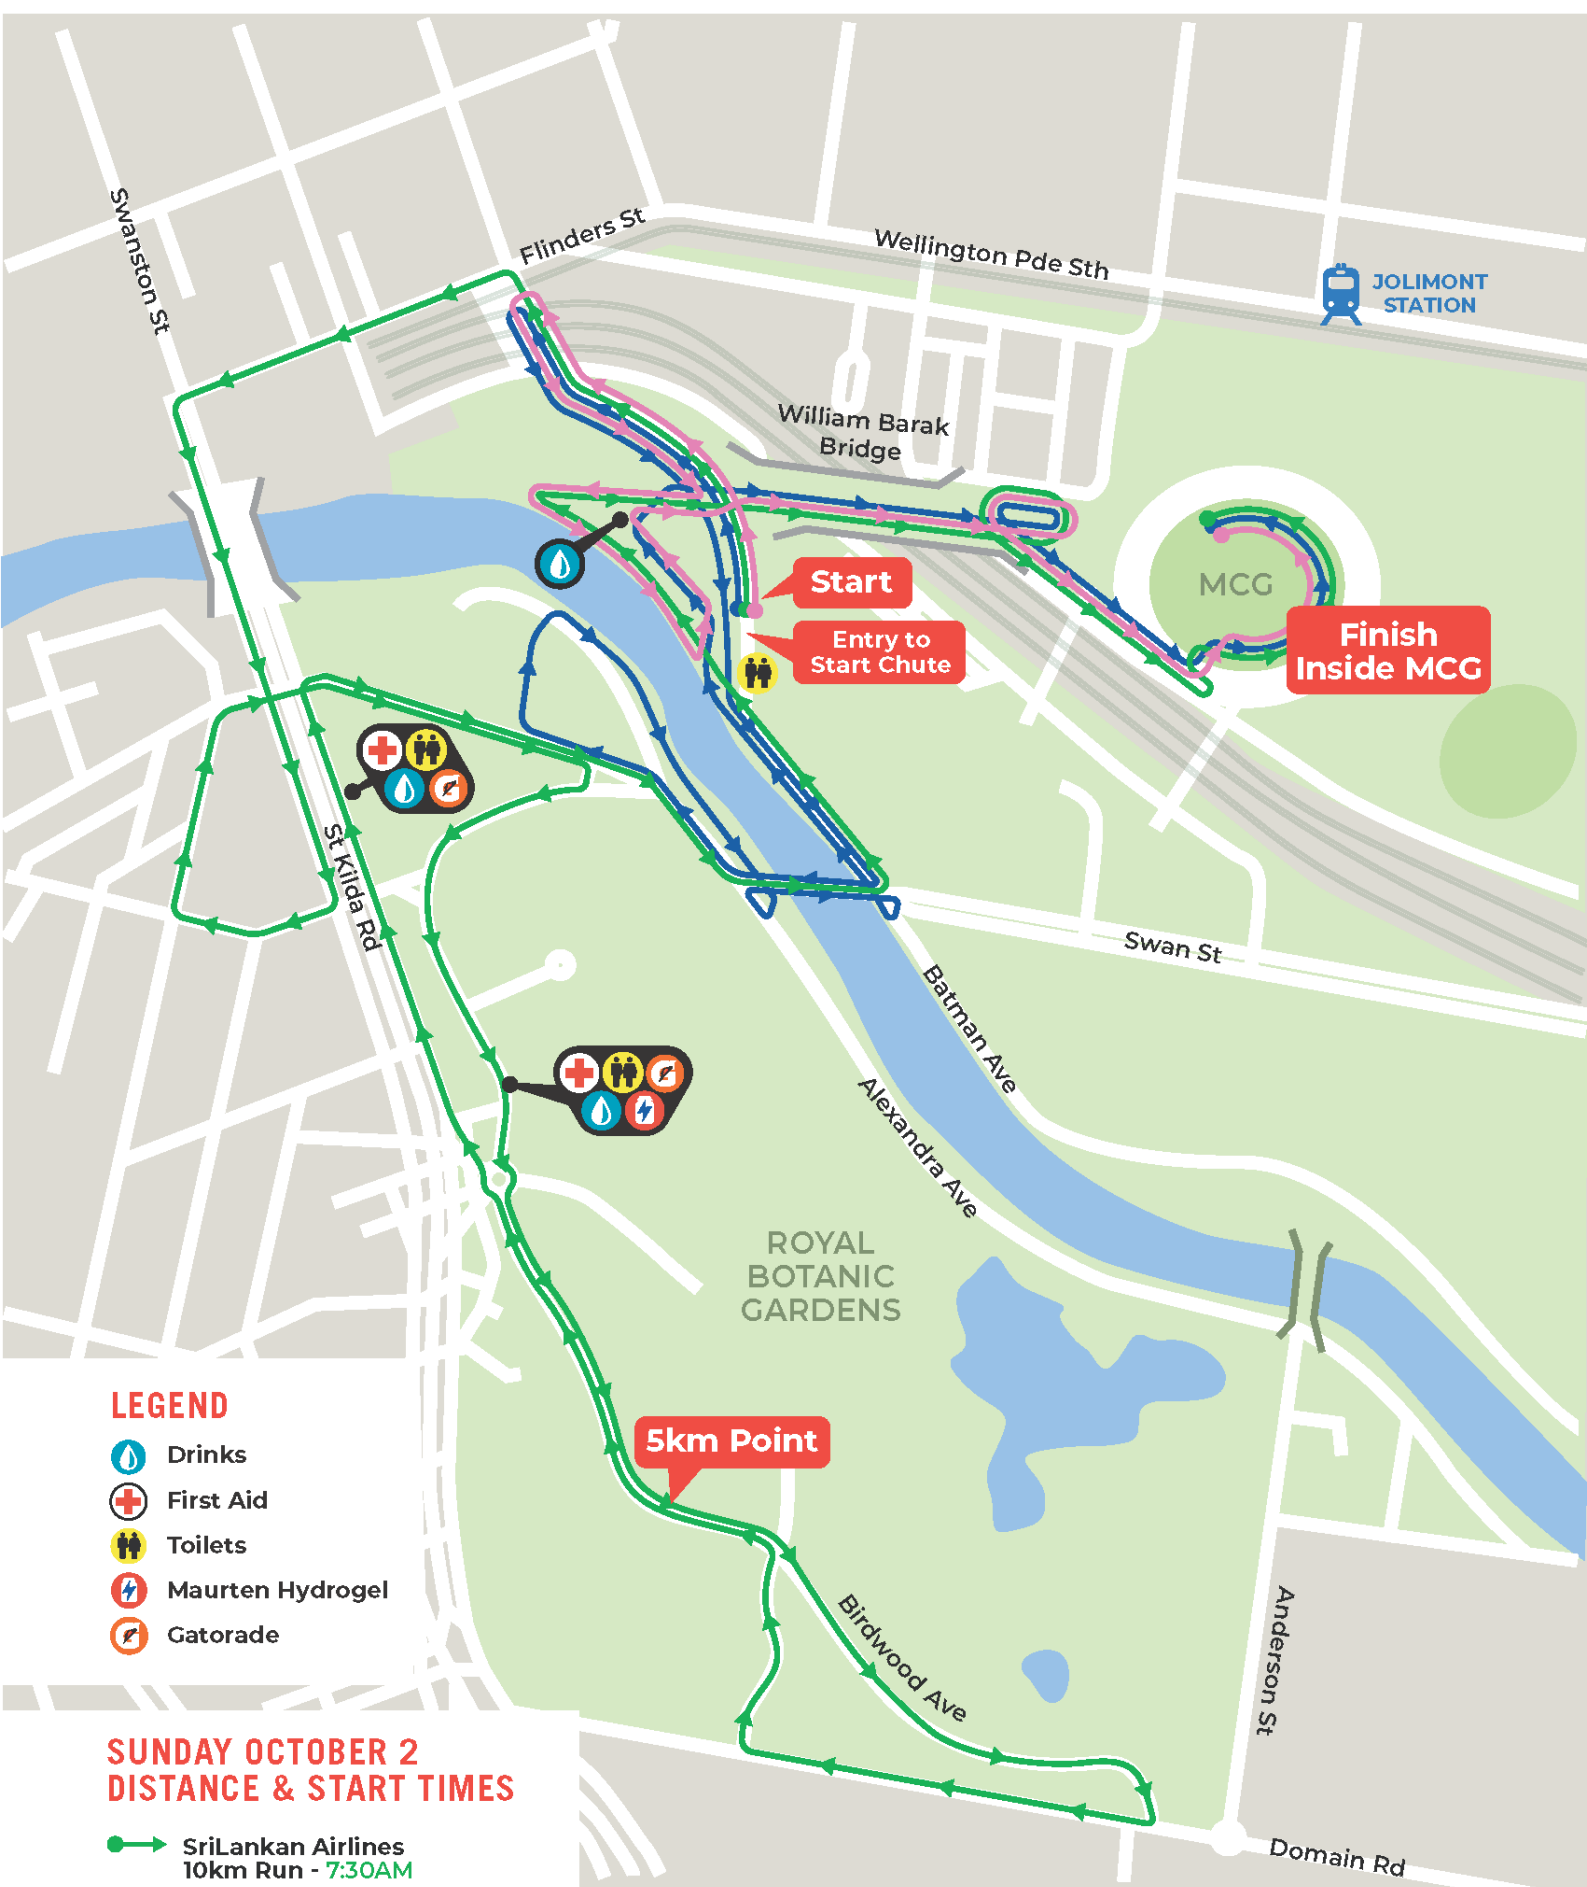 Swanston St
Flinders St
Wellington Pde Sth
JOLIMONT
STATION
William Barak
Bridge
MCG
Start
Entry to
Start Chute
Finish
Inside MCG
St Kilda Rd
Swan St
Batman Ave
Alexandra Ave
ROYAL
BOTANIC
GARDENS
5km Point
Birdwood Ave
Anderson St
Domain Rd
LEGEND
Drinks
First Aid
Toilets
Maurten Hydrogel
Gatorade
SUNDAY OCTOBER 2
DISTANCE & START TIMES
SriLankan Airlines
10km Run - 7:30AM